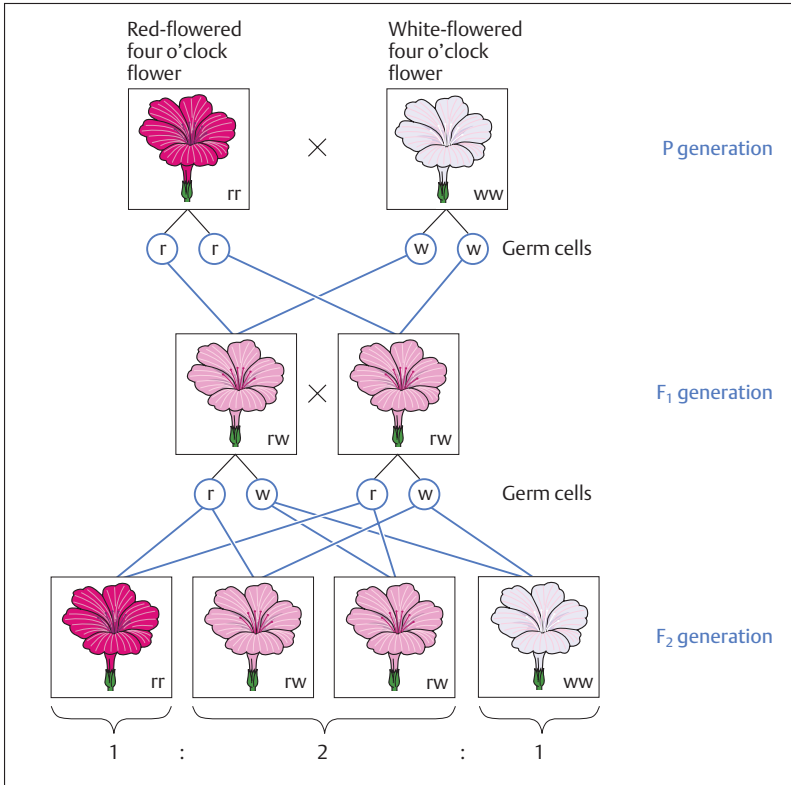 Red-flowered
four o'clock
flower
White-flowered
four o'clock
flower
rr
×
ww
P generation
r r w w Germ cells
rw
×
rw
F1 generation
r w r w Germ cells
rr rw rw ww
F2 generation
1 : 2 : 1